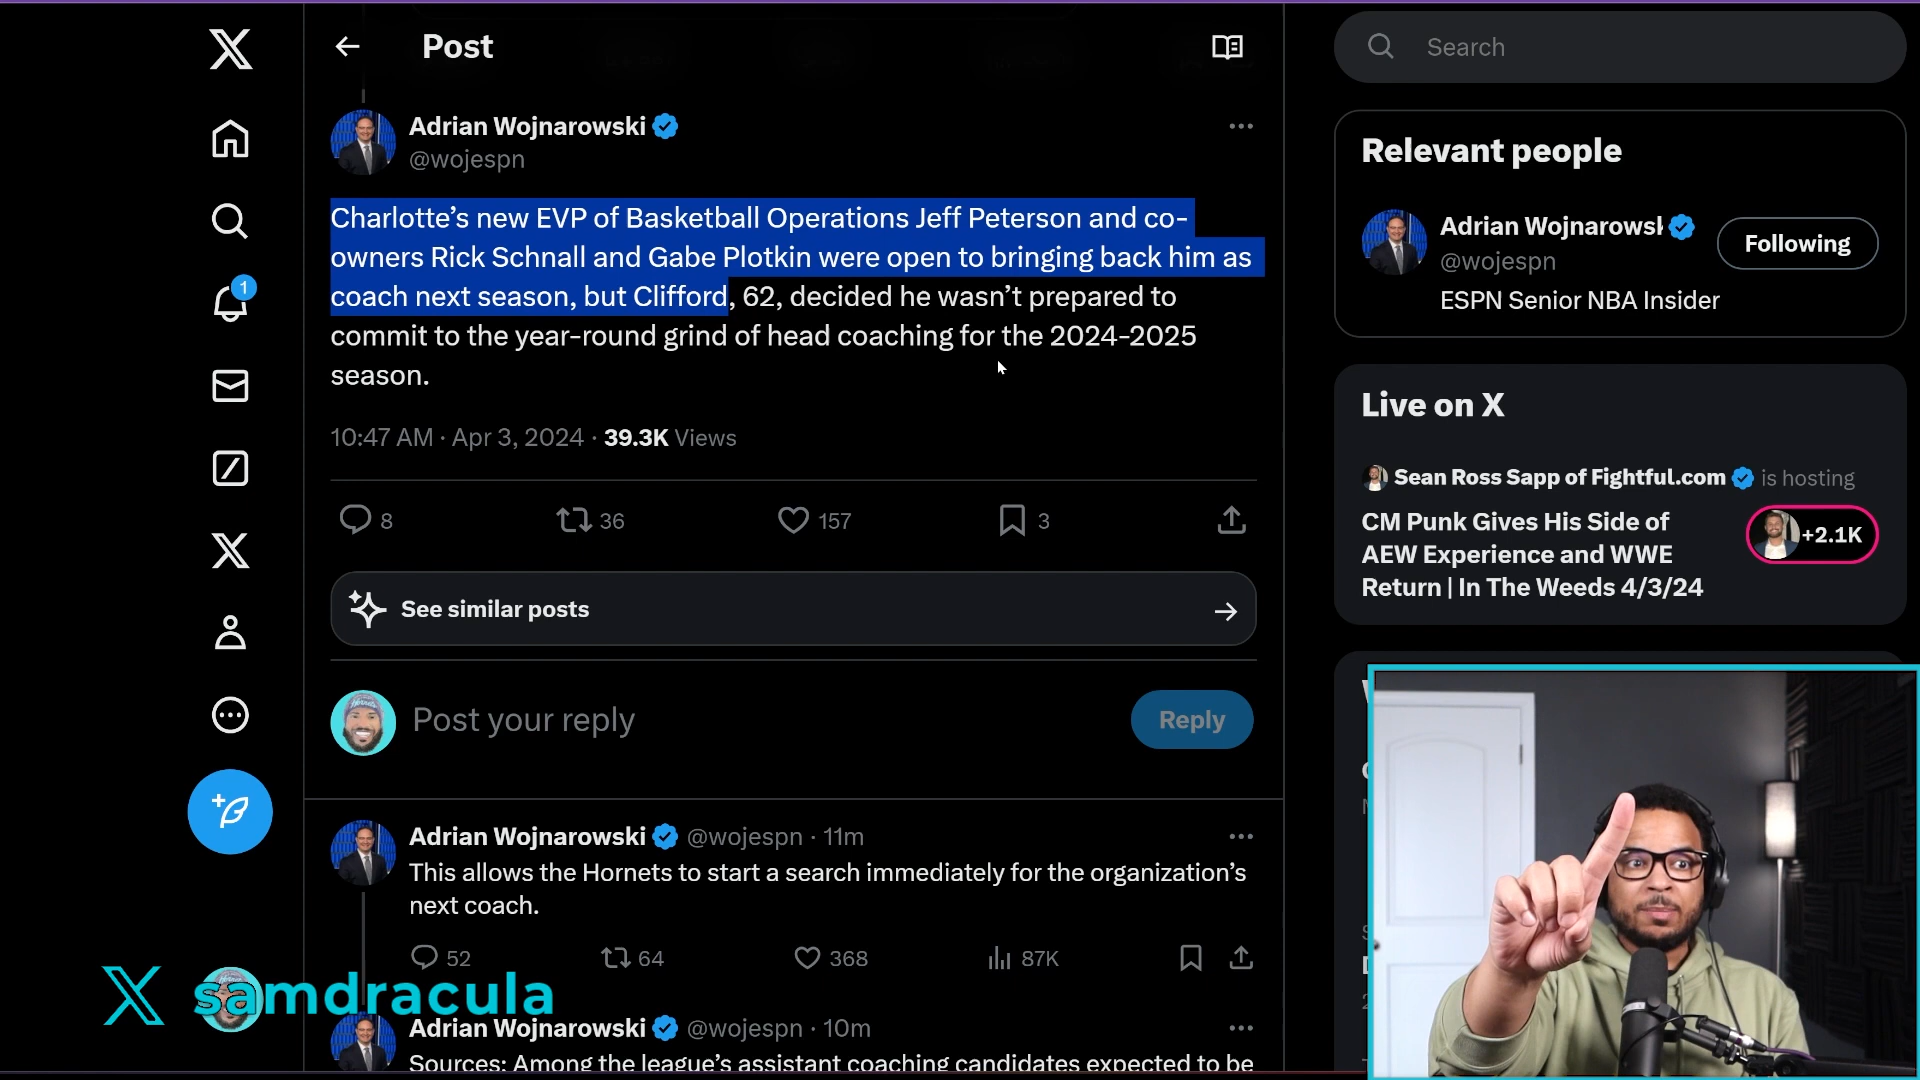 Post
Search
Adrian Wojnarowski
@wojespn
Charlotte’s new EVP of Basketball Operations Jeff Peterson and co-
owners Rick Schnall and Gabe Plotkin were open to bringing back him as
coach next season, but Clifford, 62, decided he wasn’t prepared to
commit to the year-round grind of head coaching for the 2024-2025
season.
10:47 AM · Apr 3, 2024 · 39.3K Views
8 36 157 3
See similar posts
Post your reply
Reply
Adrian Wojnarowski @wojespn · 11m
This allows the Hornets to start a search immediately for the organization’s
next coach.
52 64 368 87K
Adrian Wojnarowski @wojespn · 10m
Sources: Among the league’s assistant coaching candidates expected to be
1
samdracula
Relevant people
Adrian Wojnarowsk
@wojespn
Following
ESPN Senior NBA Insider
Live on X
Sean Ross Sapp of Fightful.com is hosting
CM Punk Gives His Side of
AEW Experience and WWE
Return | In The Weeds 4/3/24
+2.1K